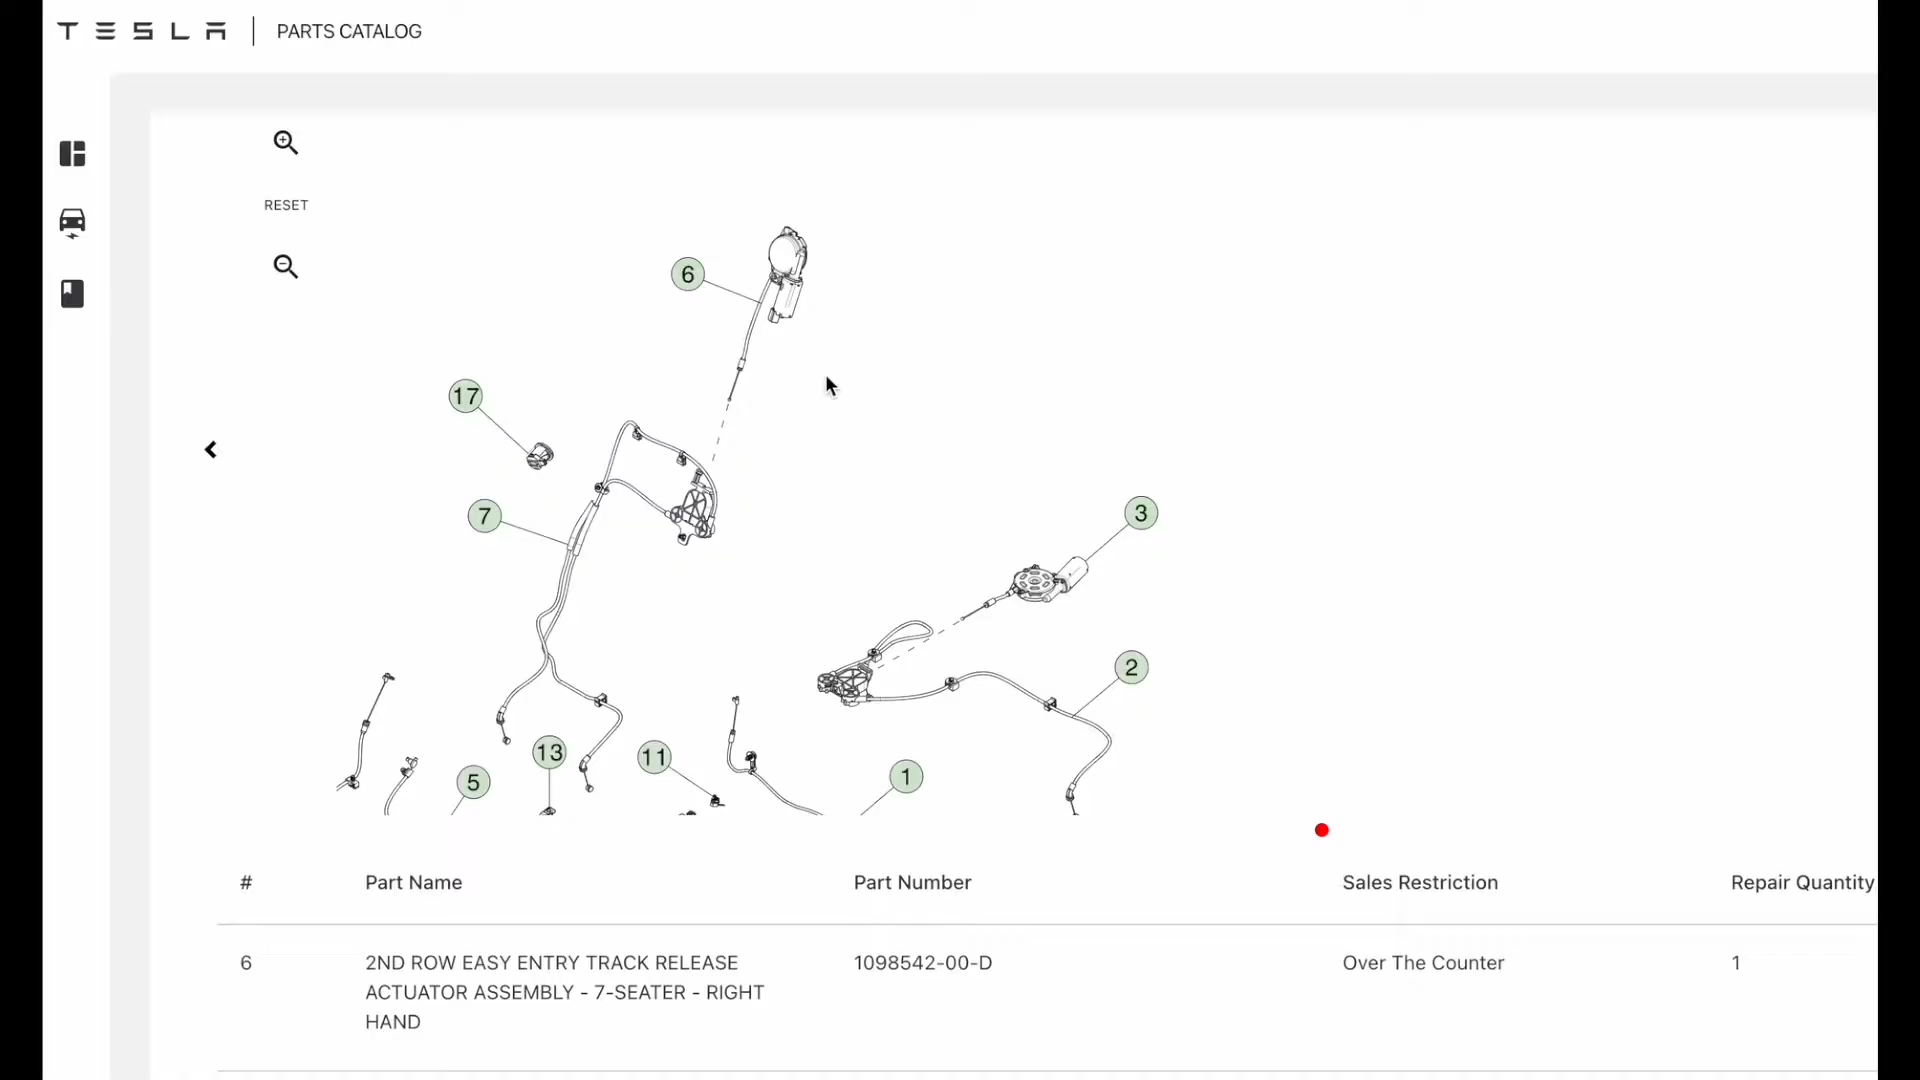 TESLA | PARTS CATALOG
RESET
6
17
7
3
2
13
11
5
1
# Part Name Part Number Sales Restriction Repair Quantity
6 2ND ROW EASY ENTRY TRACK RELEASE 1098542-00-D Over The Counter 1
ACTUATOR ASSEMBLY - 7-SEATER - RIGHT
HAND